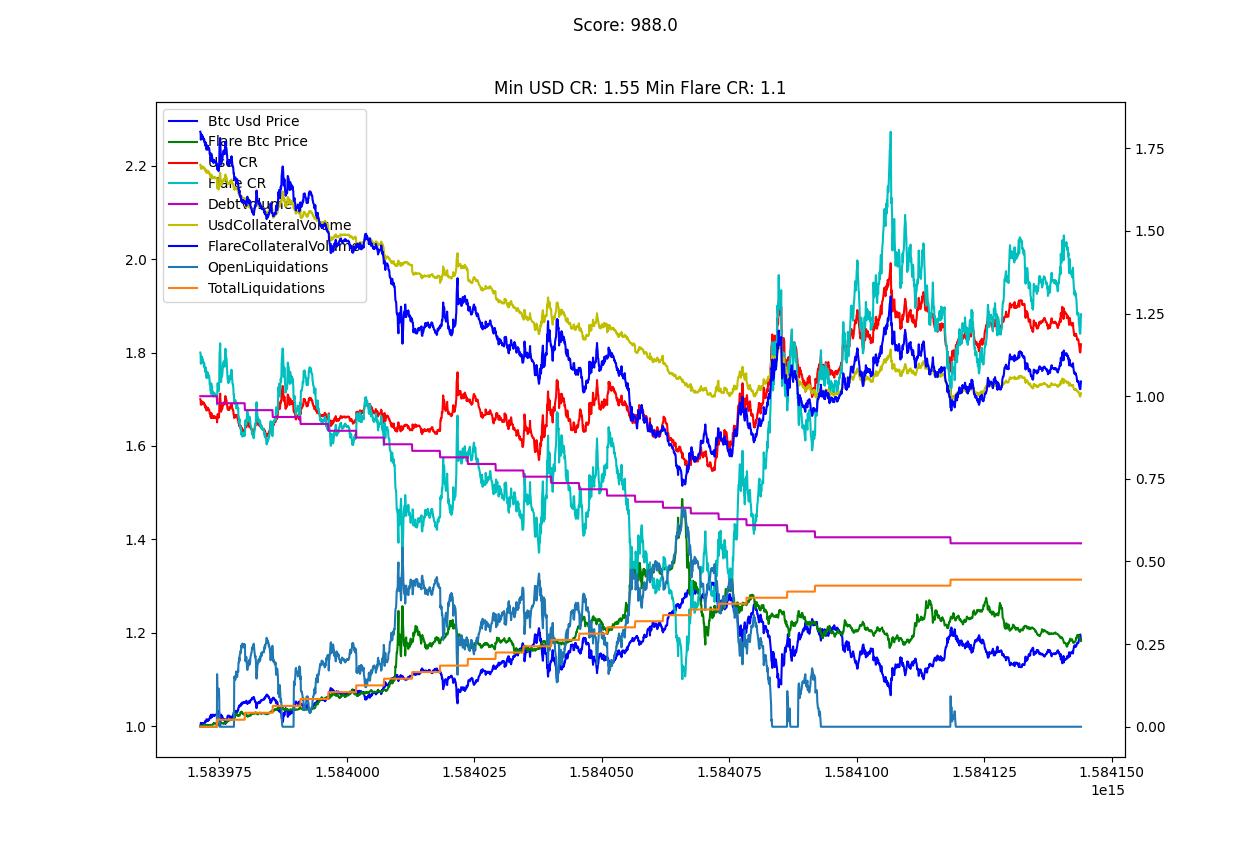 Score: 988.0
Min USD CR: 1.55 Min Flare CR: 1.1
Btc Usd Price
Flare Btc Price
Usd CR
Flare CR
DebtVolume
UsdCollateralVolume
FlareCollateralVolume
OpenLiquidations
TotalLiquidations
2.2
2.0
1.8
1.6
1.4
1.2
1.0
1.75
1.50
1.25
1.00
0.75
0.50
0.25
0.00
1.583975 1.584000 1.584025 1.584050 1.584075 1.584100 1.584125 1.584150
1e15